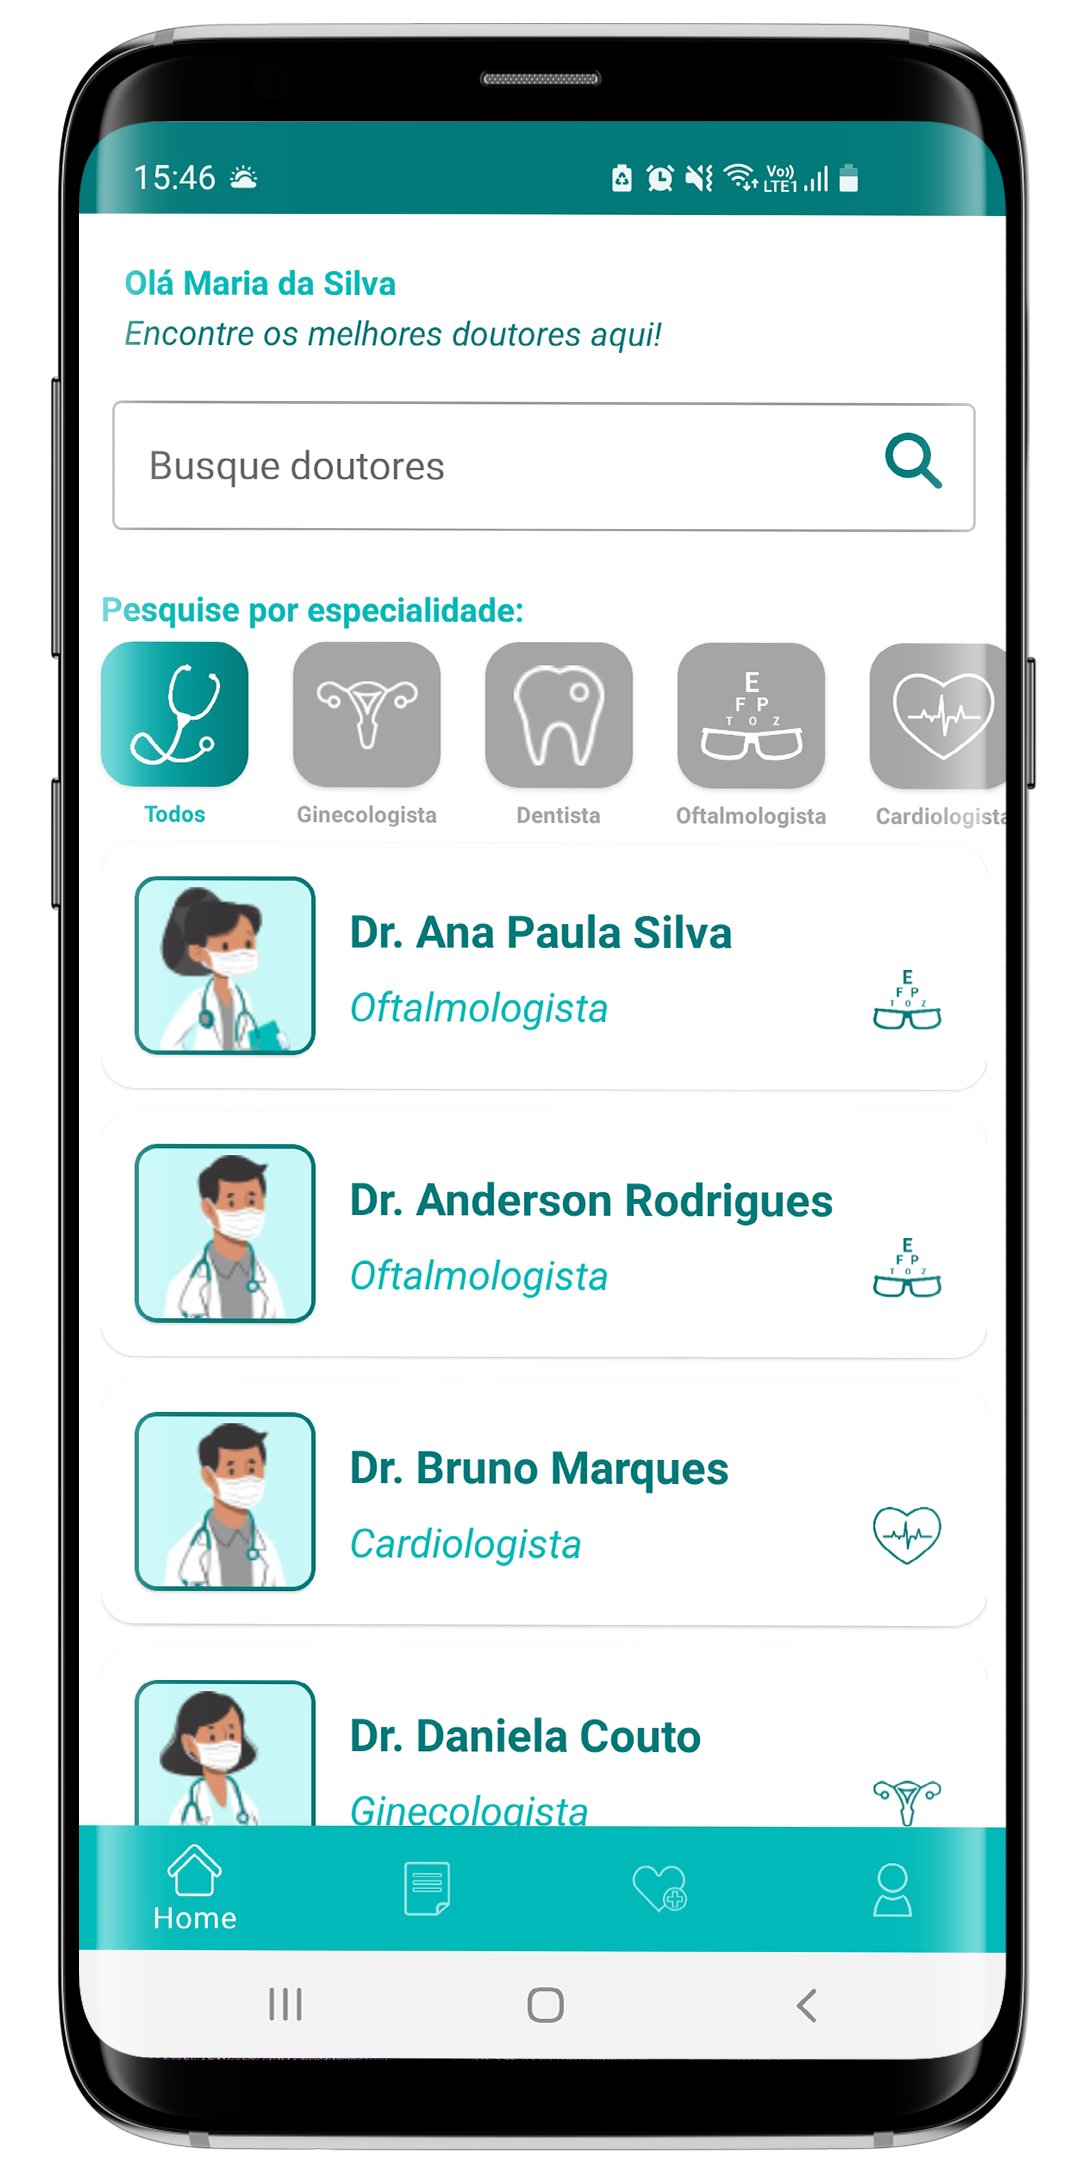 15:46
Vo))
LTE1
Olá Maria da Silva
Encontre os melhores doutores aqui!
Busque doutores
Pesquise por especialidade:
E
F P
T O Z
Todos
Ginecologista
Dentista
Oftalmologista
Cardiologista
Dr. Ana Paula Silva
Oftalmologista
E
F P
T O Z
Dr. Anderson Rodrigues
Oftalmologista
E
F P
T O Z
Dr. Bruno Marques
Cardiologista
Dr. Daniela Couto
Ginecologista
Home